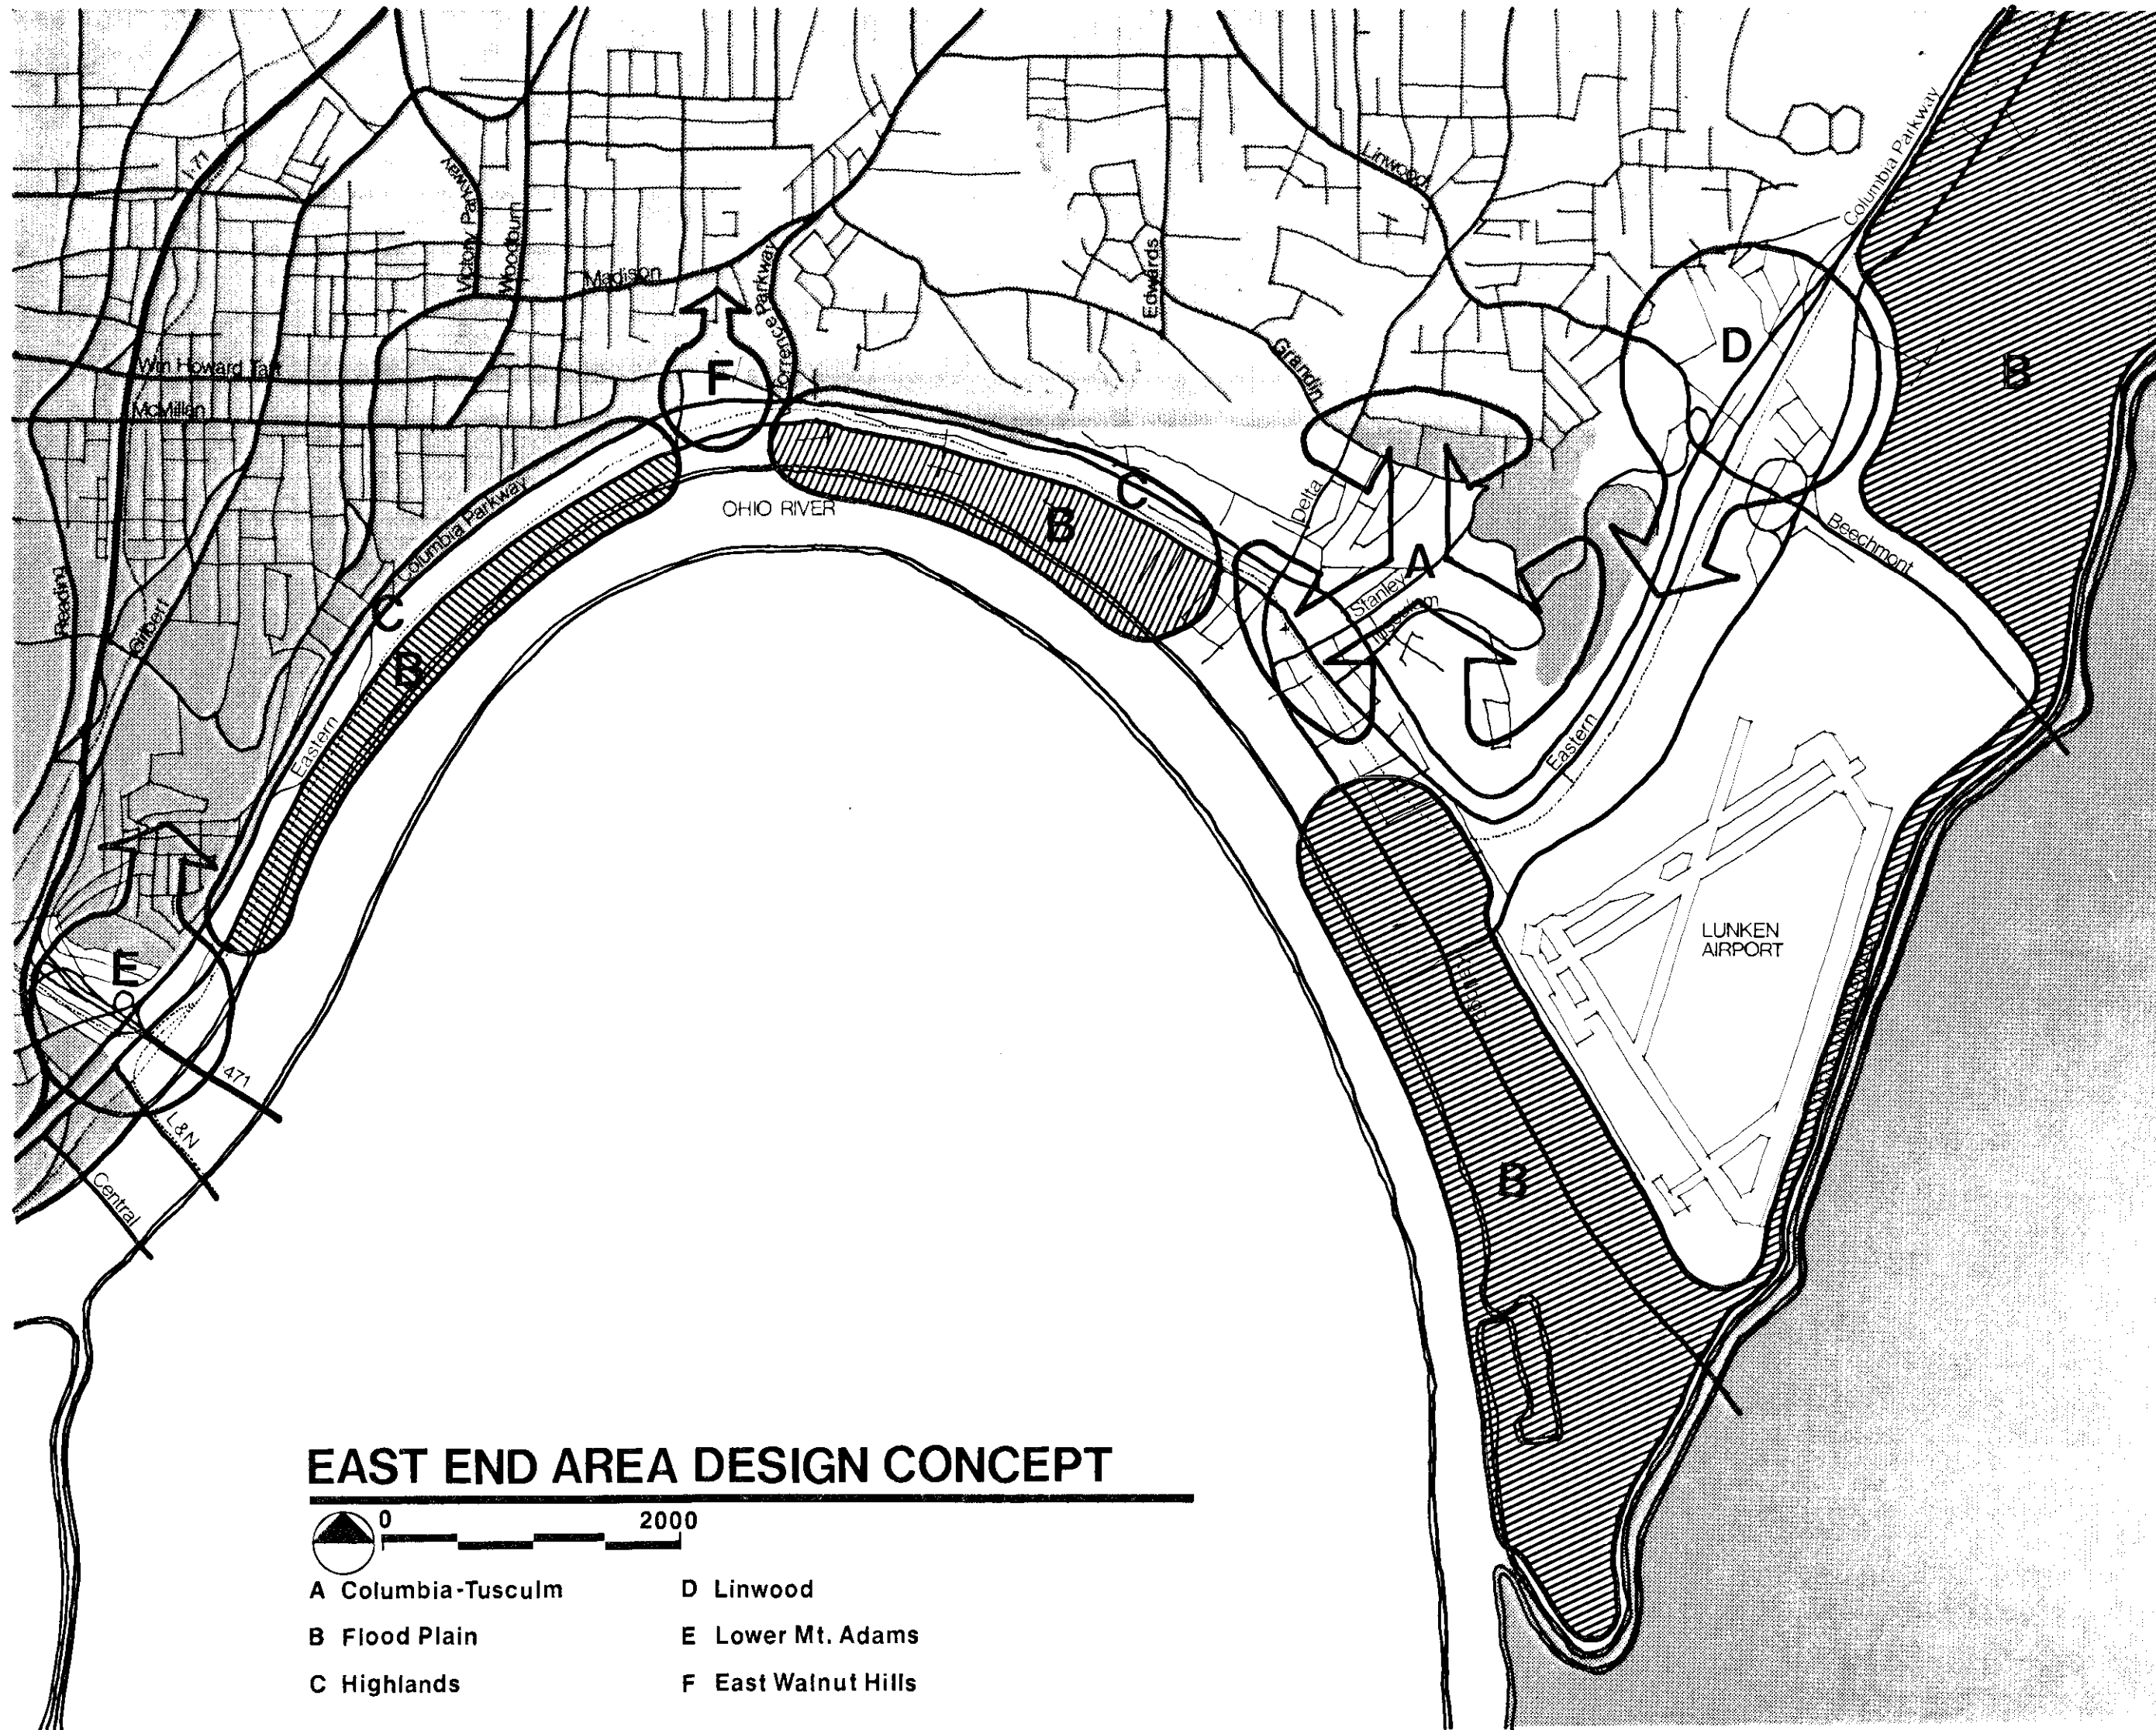 I-71
Victory Parkway
Woodburn
Madison
Torrence Parkway
Edwards
Linwood
Columbia Parkway
Grandin
Wm Howard Taft
McMillen
F
D
B
Columbia Parkway
OHIO RIVER
C
B
Delta
A
Stanley
Beechmont
Reading
Gilbert
C
B
Eastern
Eastern
LUNKEN
AIRPORT
E
471
L&N
Central
B
EAST END AREA DESIGN CONCEPT
0 2000
A Columbia-Tusculm
B Flood Plain
C Highlands
D Linwood
E Lower Mt. Adams
F East Walnut Hills